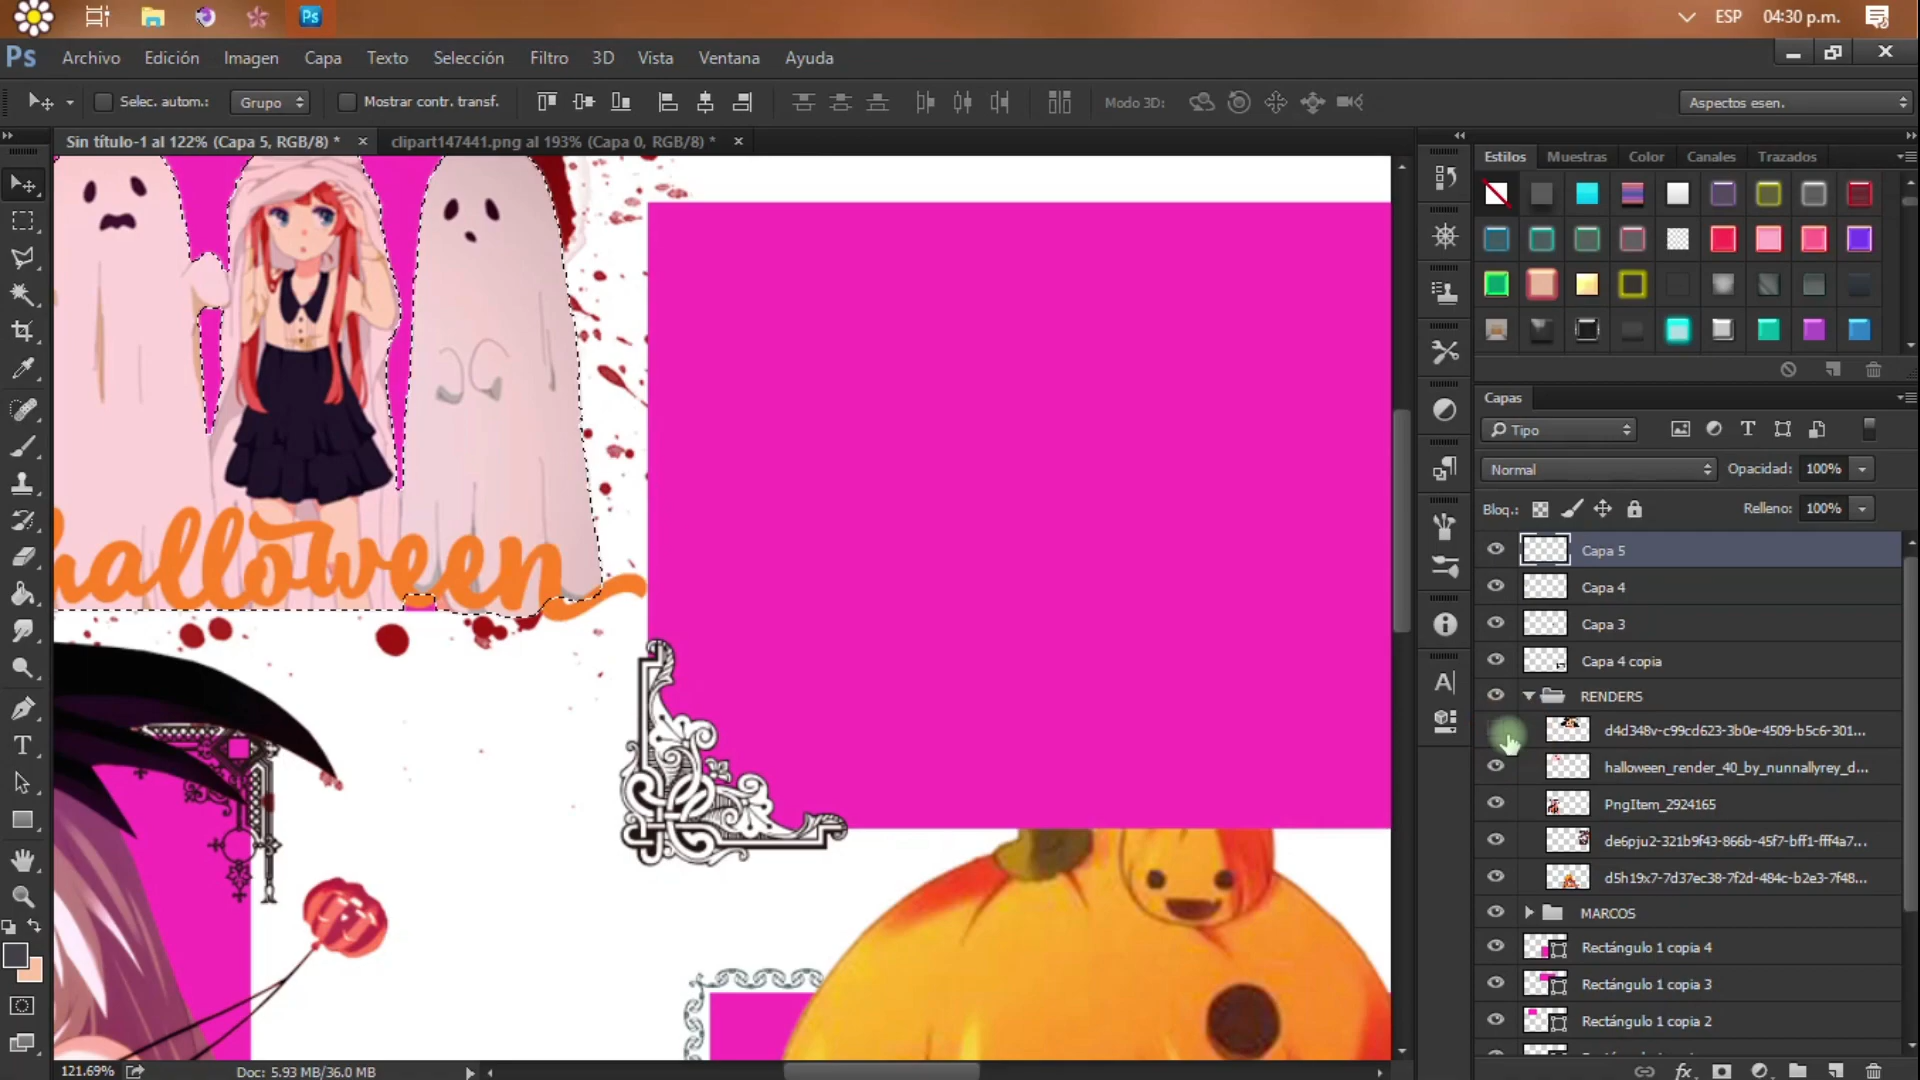 Ps
ESP 04:30 p.m.
Ps Archivo Edición Imagen Capa Texto Selección Filtro 3D Vista Ventana Ayuda
Selec. autom.: Grupo Mostrar contr. transf. Modo 3D: Aspectos esen.
Sin título-1 al 122% (Capa 5, RGB/8) * × clipart147441.png al 193% (Capa 0, RGB/8) * ×
Estilos Muestras Color Canales Trazados
halloween
Capas
Tipo
Normal Opacidad: 100%
Bloq.: Relleno: 100%
Capa 5
Capa 4
Capa 3
Capa 4 copia
RENDERS
d4d348v-c99cd623-3b0e-4509-b5c6-301...
halloween_render_40_by_nunnallyrey_d...
PngItem_2924165
de6pju2-321b9f43-866b-45f7-bff1-fff4a7...
d5h19x7-7d37ec38-7f2d-484c-b2e3-7f48...
MARCOS
Rectángulo 1 copia 4
Rectángulo 1 copia 3
Rectángulo 1 copia 2
121.69% Doc: 5.93 MB/36.0 MB
fx